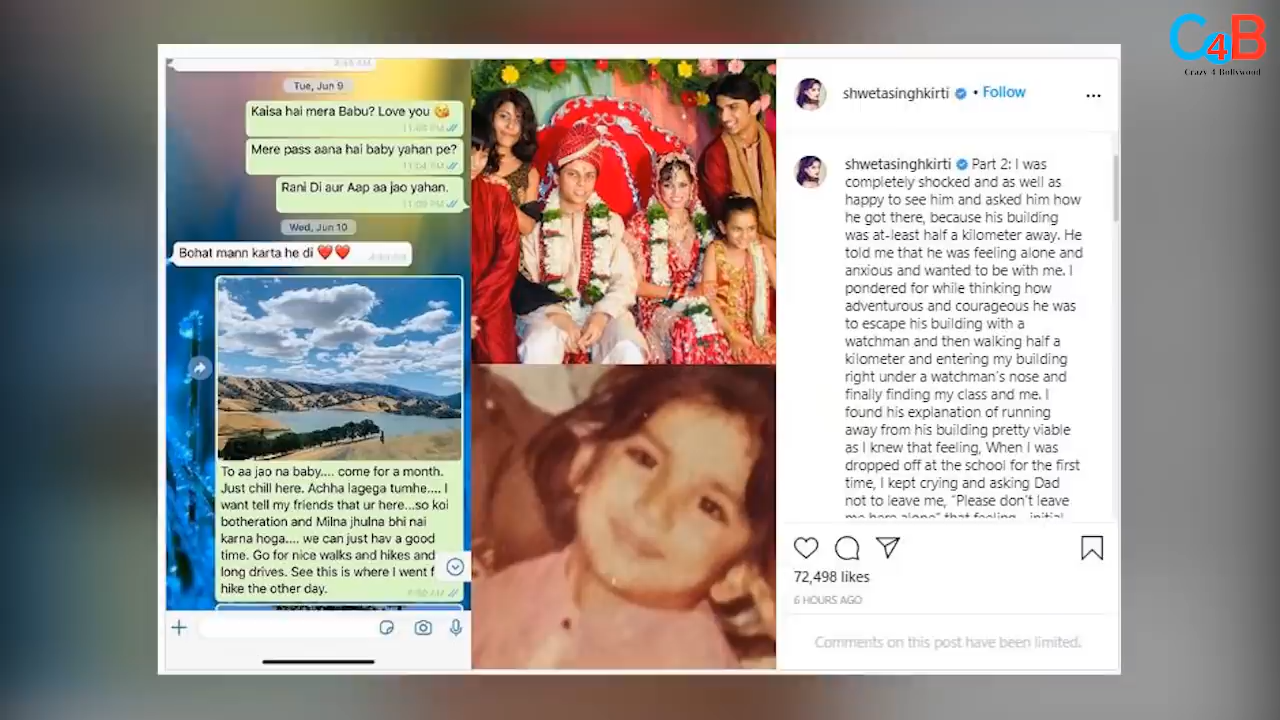 C4B
Crazy 4 Bollywood
Tue, Jun 9
Kaisa hai mera Babu? Love you 😘
Mere pass aana hai baby yahan pe?
Rani Di aur Aap aa jao yahan.
11:09 PM
Wed, Jun 10
Bohat mann karta he di ❤️❤️
To aa jao na baby.... come for a month.
Just chill here. Achha lagega tumhe.... I
want tell my friends that ur here...so koi
botheration and Milna jhulna bhi nai
karna hoga.... we can just hav a good
time. Go for nice walks and hikes and
long drives. See this is where I went f
hike the other day.
shwetasinghkirti • Follow
shwetasinghkirti Part 2: I was
completely shocked and as well as
happy to see him and asked him how
he got there, because his building
was at-least half a kilometer away. He
told me that he was feeling alone and
anxious and wanted to be with me. I
pondered for while thinking how
adventurous and courageous he was
to escape his building with a
watchman and then walking half a
kilometer and entering my building
right under a watchman's nose and
finally finding my class and me. I
found his explanation of running
away from his building pretty viable
as I knew that feeling, When I was
dropped off at the school for the first
time, I kept crying and asking Dad
not to leave me, "Please don't leave
me here alone" that feeling...initial
72,498 likes
6 HOURS AGO
Comments on this post have been limited.